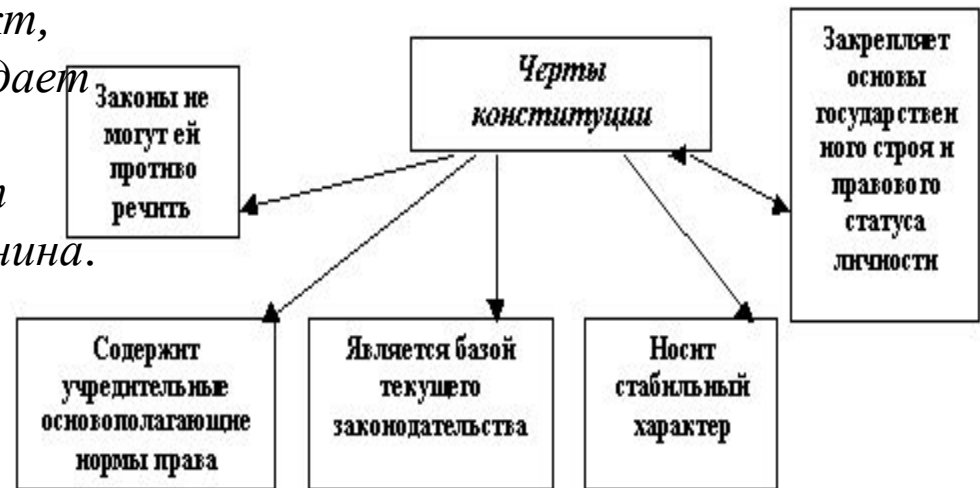 Черты
конституции
Законы не
могут ей
противо
речить
Закрепляет
основы
государствен
ного строя и
правового
статуса
личности
Содержит
учредительные
основополагающие
нормы права
Является базой
текущего
законодательства
Носит
стабильный
характер